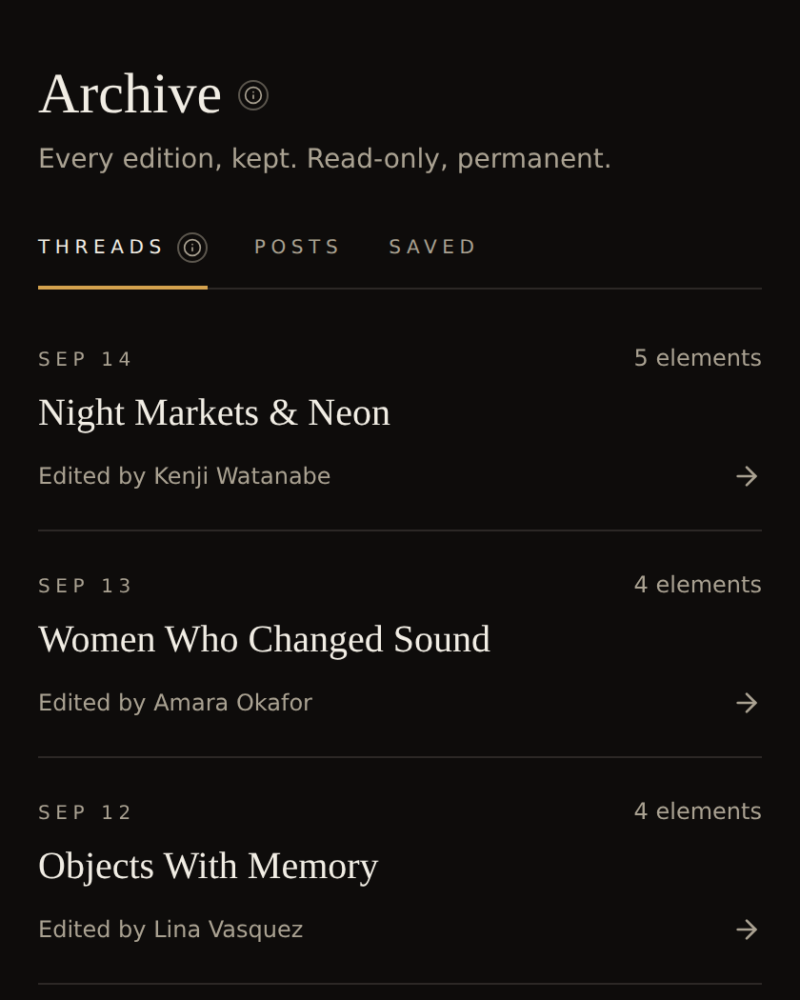 Archive
Every edition, kept. Read-only, permanent.
THREADS POSTS SAVED
SEP 14 5 elements
Night Markets & Neon
Edited by Kenji Watanabe
SEP 13 4 elements
Women Who Changed Sound
Edited by Amara Okafor
SEP 12 4 elements
Objects With Memory
Edited by Lina Vasquez